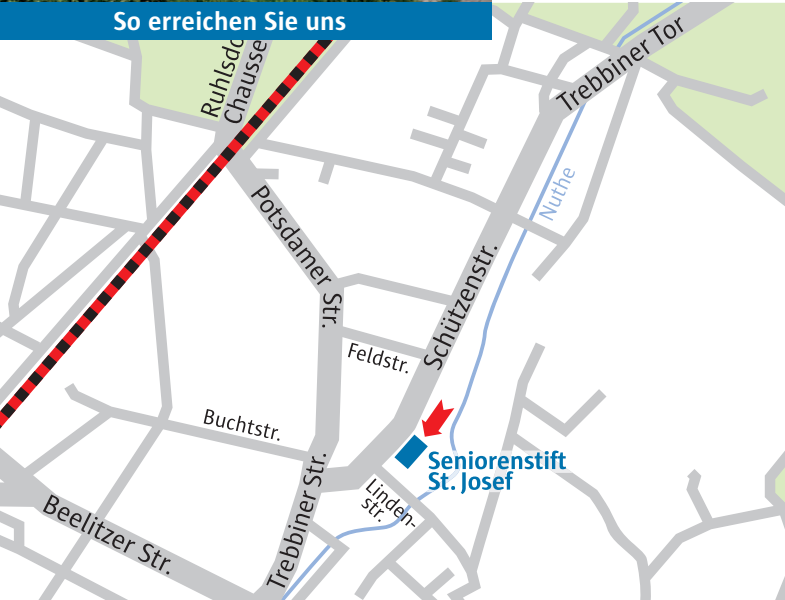 So erreichen Sie uns
Chaussee
Trebbiner Tor
Nuthe
Potsdamer Str.
Schützenstr.
Feldstr.
Buchtstr.
Seniorenstift
St. Josef
Linden-
str.
Trebbiner Str.
Beelitzer Str.